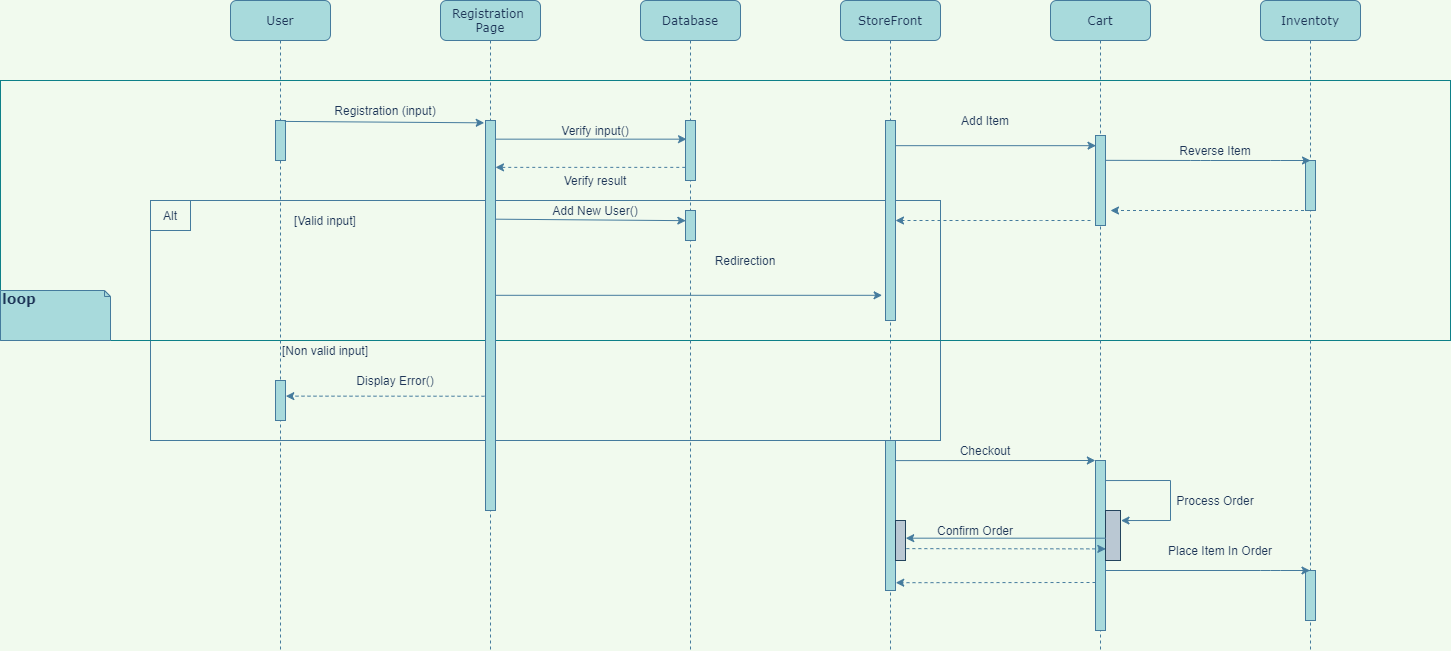 User
Registration
Page
Database
StoreFront
Cart
Inventoty
Registration (input)
Verify input()
Add Item
Reverse Item
Verify result
Alt
[Valid input]
Add New User()
Redirection
loop
[Non valid input]
Display Error()
Checkout
Process Order
Confirm Order
Place Item In Order